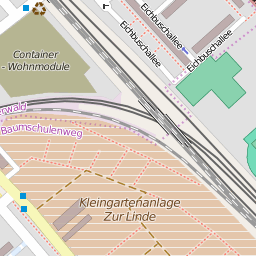 Container
- Wohnmodule
Eichbuschallee
Eichbuschallee
Eichbuschallee
Baumschulenweg
Kleingartenanlage
Zur Linde